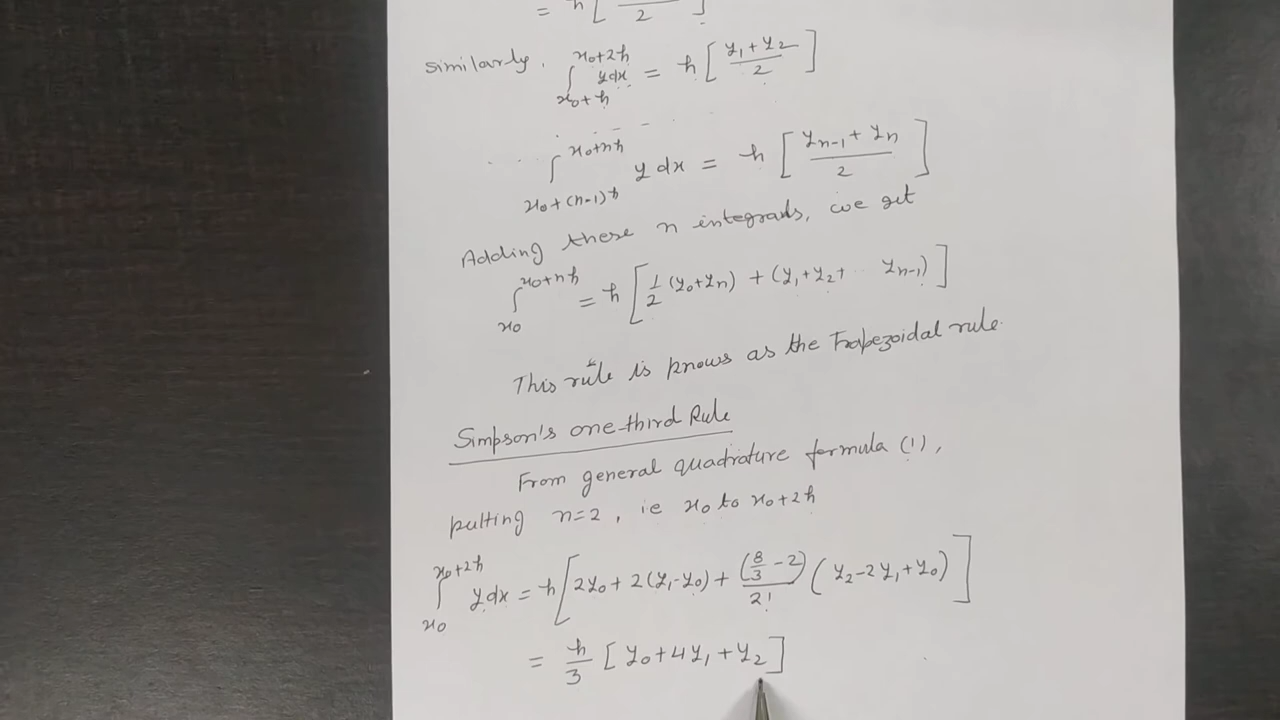 = h [ / 2 ]
Similarly, ∫_{x₀+h}^{x₀+2h} y dx = h [ (y₁ + y₂) / 2 ]
. . . . - - -
∫_{x₀+(n-1)h}^{x₀+nh} y dx = h [ (yₙ₋₁ + yₙ) / 2 ]
Adding these n integrals, we get
∫_{x₀}^{x₀+nh} = h [ 1/2 (y₀+yₙ) + (y₁+y₂+ ... yₙ₋₁) ]
This rule is knows as the Trapezoidal rule.
Simpson's one-third Rule
From general quadrature formula (1),
putting n=2, ie x₀ to x₀+2h
∫_{x₀}^{x₀+2h} y dx = h [ 2y₀ + 2(y₁-y₀) + (8/3 - 2) / 2! (y₂-2y₁+y₀) ]
= h/3 [ y₀+4y₁+y₂ ]